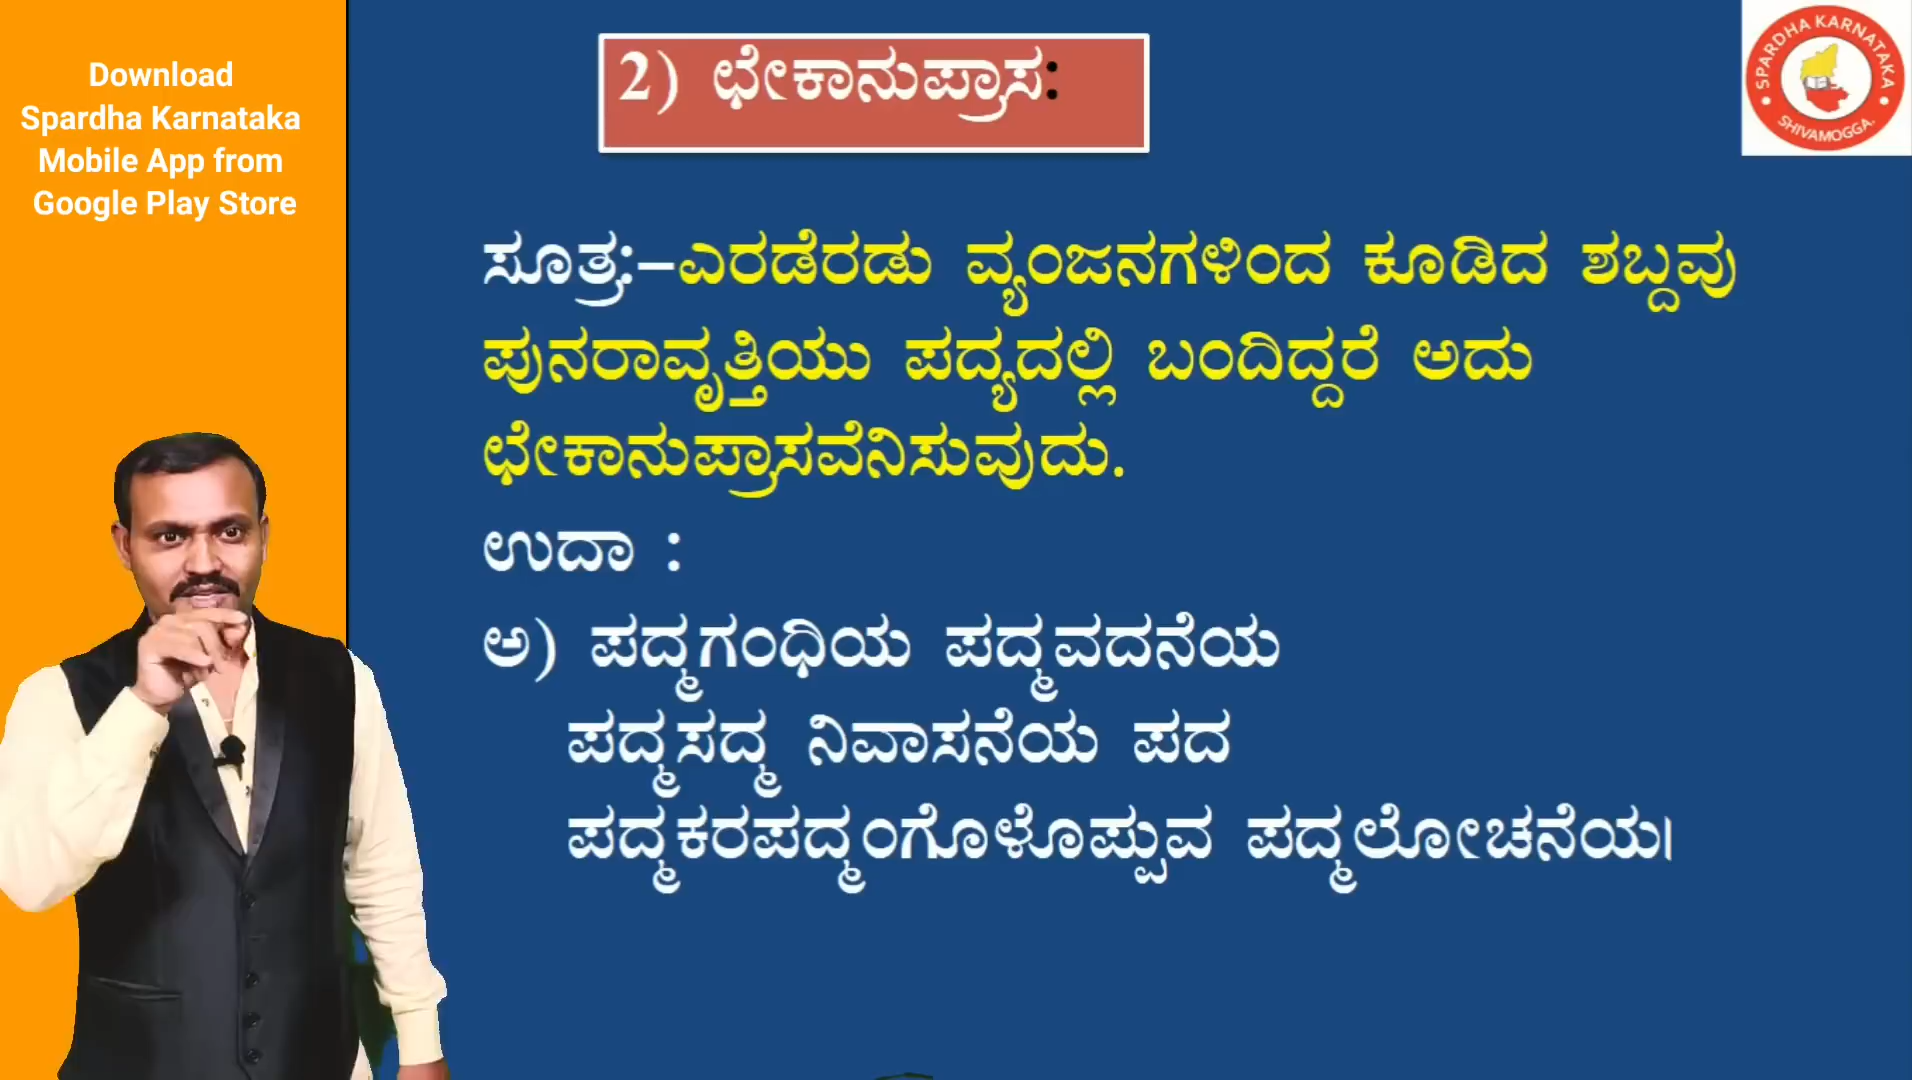 Download
Spardha Karnataka
Mobile App from
Google Play Store
2) ಛೇಕಾನುಪ್ರಾಸ:
SPARDHA KARNATAKA
SHIVAMOGGA.
ಸೂತ್ರ:–ಎರಡೆರಡು ವ್ಯಂಜನಗಳಿಂದ ಕೂಡಿದ ಶಬ್ದವು
ಪುನರಾವೃತ್ತಿಯು ಪದ್ಯದಲ್ಲಿ ಬಂದಿದ್ದರೆ ಅದು
ಛೇಕಾನುಪ್ರಾಸವೆನಿಸುವುದು.
ಉದಾ :
ಅ) ಪದ್ಮಗಂಧಿಯ ಪದ್ಮವದನೆಯ
ಪದ್ಮಸದ್ಮ ನಿವಾಸನೆಯ ಪದ
ಪದ್ಮಕರಪದ್ಮಂಗೊಳೊಪ್ಪುವ ಪದ್ಮಲೋಚನೆಯ|